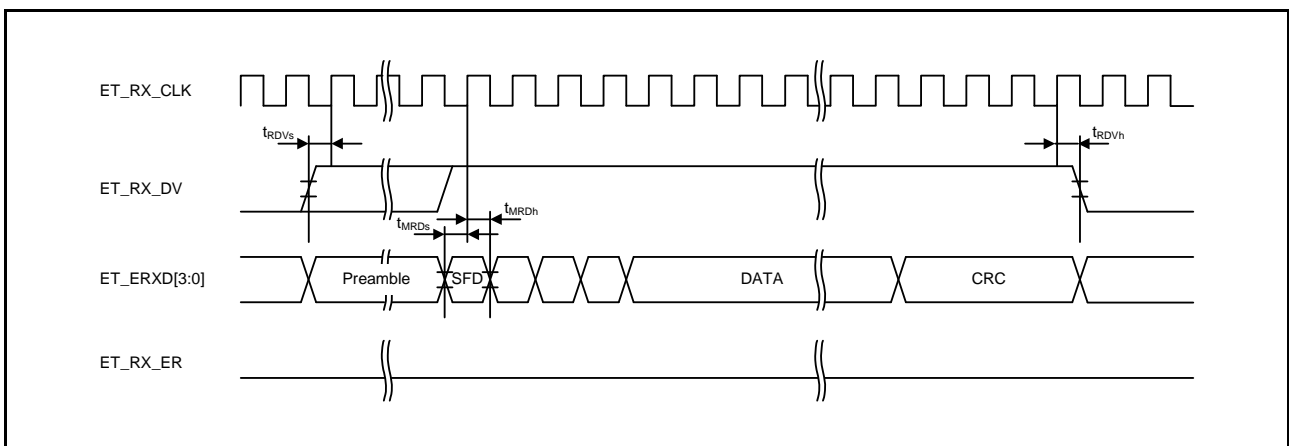 ET_RX_CLK
tRDVs
tRDVh
ET_RX_DV
tMRDh
tMRDs
ET_ERXD[3:0]
Preamble
SFD
DATA
CRC
ET_RX_ER